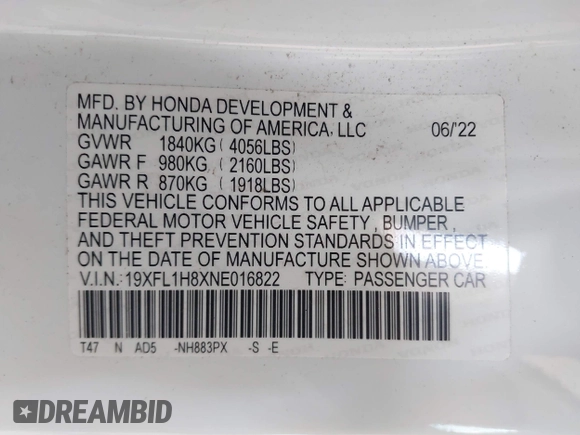 MFD. BY HONDA DEVELOPMENT &
MANUFACTURING OF AMERICA, LLC 06/'22
GVWR 1840KG ( 4056LBS)
GAWR F 980KG ( 2160LBS)
GAWR R 870KG ( 1918LBS)
THIS VEHICLE CONFORMS TO ALL APPLICABLE
FEDERAL MOTOR VEHICLE SAFETY , BUMPER ,
AND THEFT PREVENTION STANDARDS IN EFFECT
ON THE DATE OF MANUFACTURE SHOWN ABOVE.
V.I.N.: 19XFL1H8XNE016822 TYPE: PASSENGER CAR
T47 N AD5 -NH883PX -S -E
DREAMBID